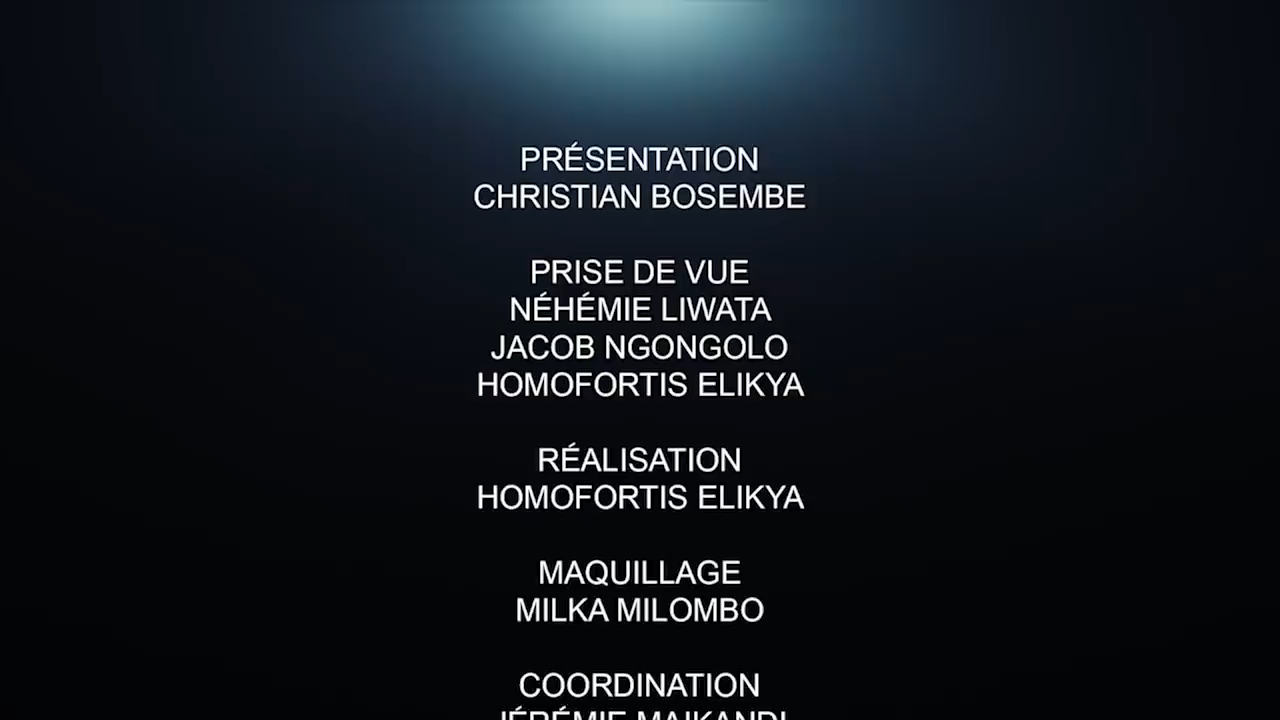 PRÉSENTATION
CHRISTIAN BOSEMBE
PRISE DE VUE
NÉHÉMIE LIWATA
JACOB NGONGOLO
HOMOFORTIS ELIKYA
RÉALISATION
HOMOFORTIS ELIKYA
MAQUILLAGE
MILKA MILOMBO
COORDINATION
JÉRÉMIE